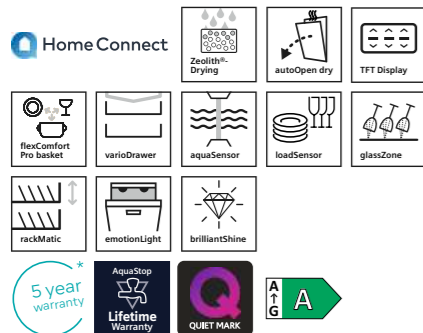 Home Connect
Zeolith®-
Drying
autoOpen dry
TFT Display
flexComfort
Pro basket
varioDrawer
aquaSensor
loadSensor
glassZone
rackMatic
emotionLight
brilliantShine
5 year
warranty
*
AquaStop
Lifetime
Warranty
Q
QUIET MARK
A
↑
G
A